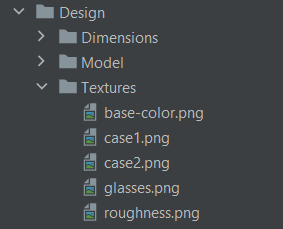 Design
Dimensions
Model
Textures
base-color.png
case1.png
case2.png
glasses.png
roughness.png